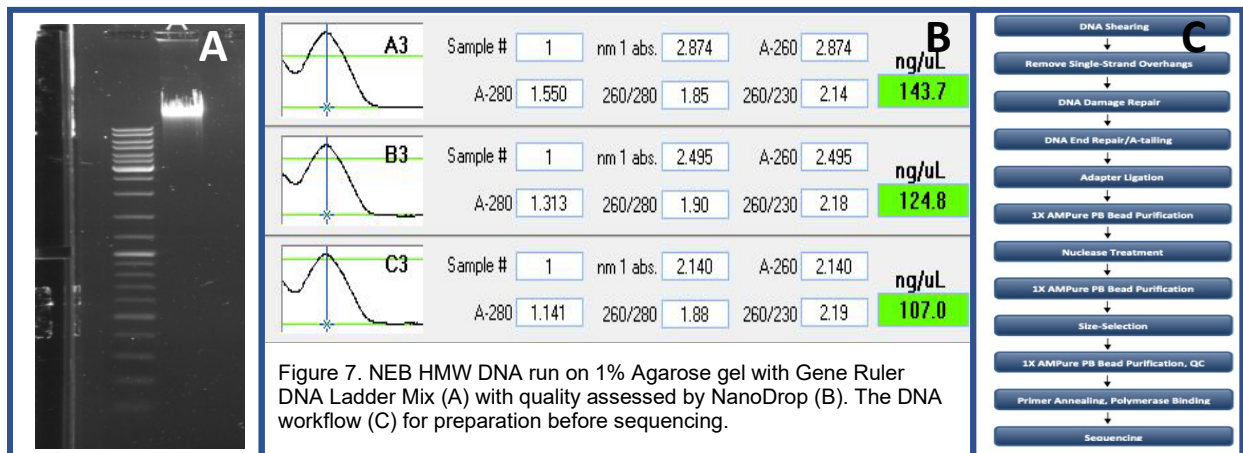 A
B
A3 Sample # 1 nm 1 abs. 2.874 A-260 2.874 ng/uL
A-280 1.550 260/280 1.85 260/230 2.14 143.7
B3 Sample # 1 nm 1 abs. 2.495 A-260 2.495 ng/uL
A-280 1.313 260/280 1.90 260/230 2.18 124.8
C3 Sample # 1 nm 1 abs. 2.140 A-260 2.140 ng/uL
A-280 1.141 260/280 1.88 260/230 2.19 107.0
Figure 7. NEB HMW DNA run on 1% Agarose gel with Gene Ruler
DNA Ladder Mix (A) with quality assessed by NanoDrop (B). The DNA
workflow (C) for preparation before sequencing.
C
DNA Shearing
Remove Single-Strand Overhangs
DNA Damage Repair
DNA End Repair/A-tailing
Adapter Ligation
1X AMPure PB Bead Purification
Nuclease Treatment
1X AMPure PB Bead Purification
Size-Selection
1X AMPure PB Bead Purification, QC
Primer Annealing, Polymerase Binding
Sequencing